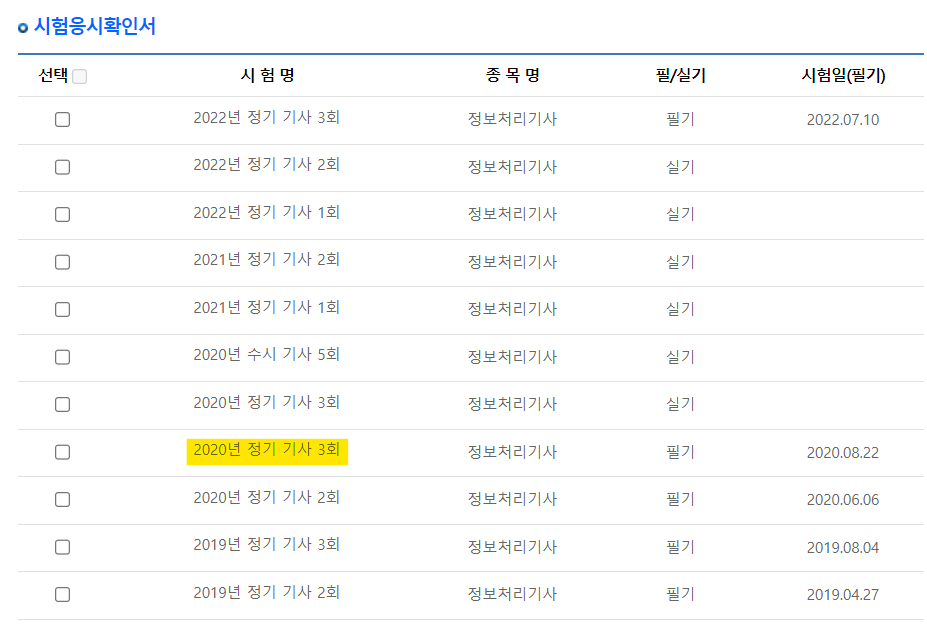 시험응시확인서
선택 시 험 명 종 목 명 필/실기 시험일(필기)
2022년 정기 기사 3회 정보처리기사 필기 2022.07.10
2022년 정기 기사 2회 정보처리기사 실기
2022년 정기 기사 1회 정보처리기사 실기
2021년 정기 기사 2회 정보처리기사 실기
2021년 정기 기사 1회 정보처리기사 실기
2020년 수시 기사 5회 정보처리기사 실기
2020년 정기 기사 3회 정보처리기사 실기
2020년 정기 기사 3회 정보처리기사 필기 2020.08.22
2020년 정기 기사 2회 정보처리기사 필기 2020.06.06
2019년 정기 기사 3회 정보처리기사 필기 2019.08.04
2019년 정기 기사 2회 정보처리기사 필기 2019.04.27